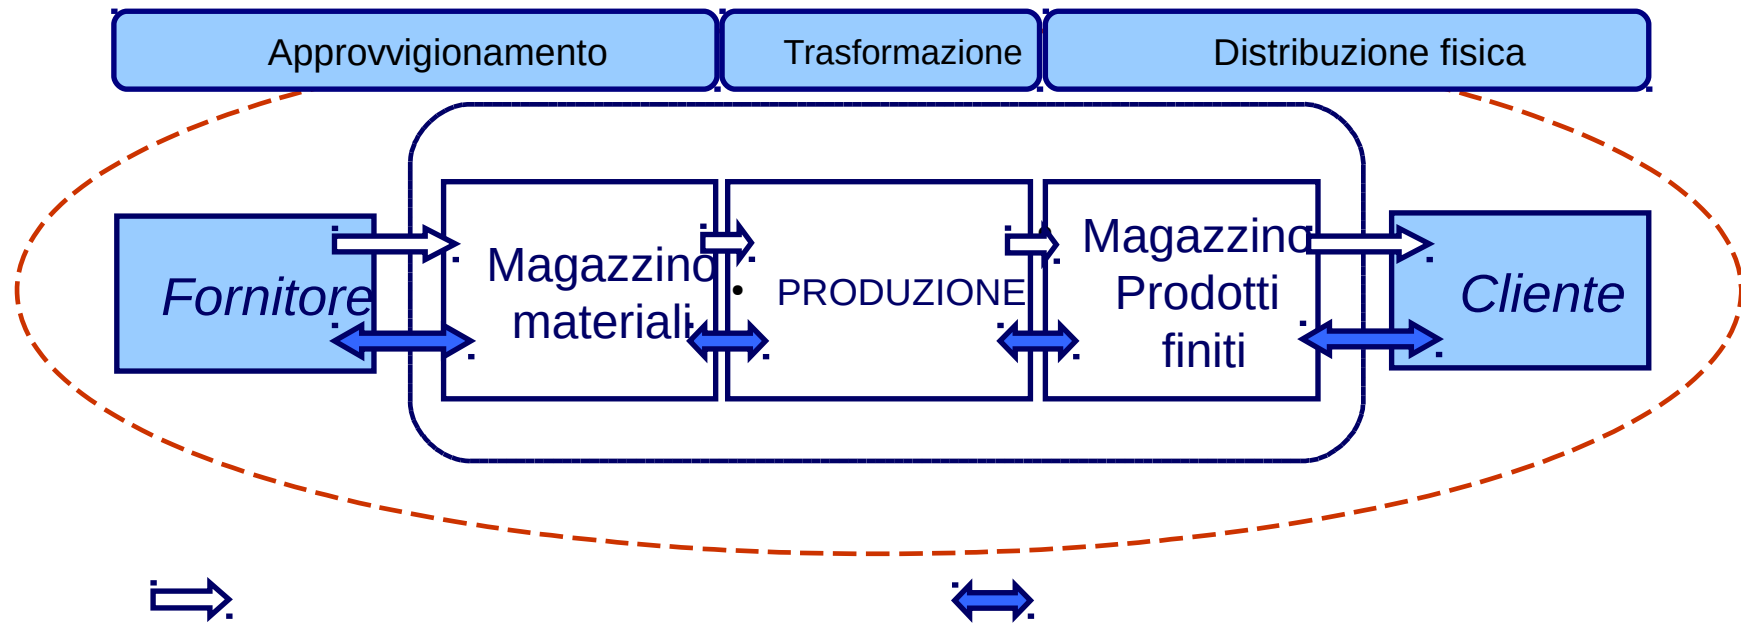 Approvvigionamento
Trasformazione
Distribuzione fisica
Fornitore
Magazzino
materiali
• PRODUZIONE
Magazzino
Prodotti
finiti
Cliente